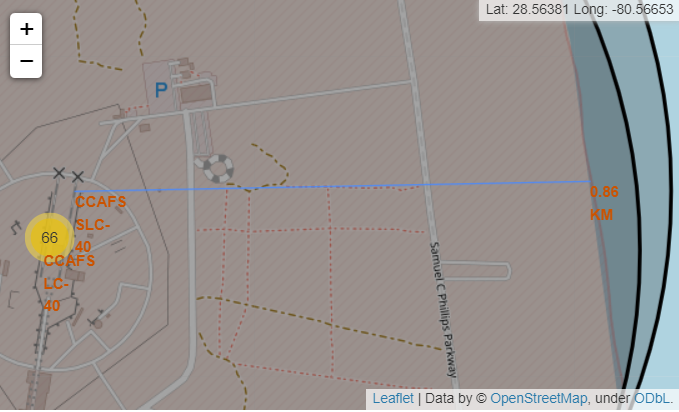 +
−
Lat: 28.56381 Long: -80.56653
P
CCAFS
SLC-
40
0.86
KM
66
CCAFS
LC-
40
Samuel C Phillips Parkway
Leaflet | Data by © OpenStreetMap, under ODbL.